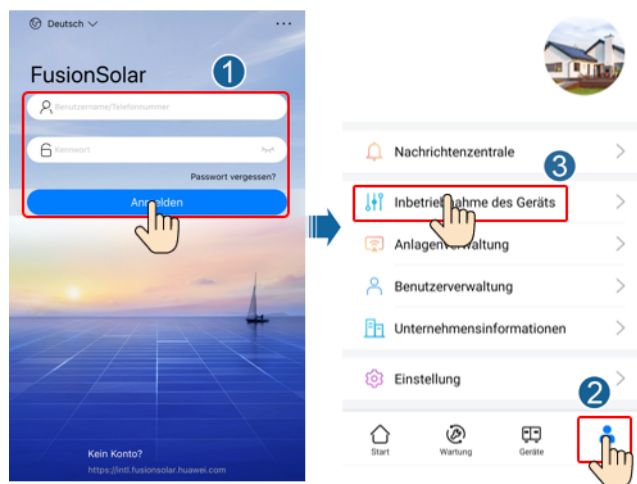 Deutsch
FusionSolar
1
Benutzername/Telefonnummer
Kennwort
Passwort vergessen?
Anmelden
Kein Konto?
https://intl.fusionsolar.huawei.com
Nachrichtenzentrale
3
Inbetriebnahme des Geräts
Anlagenverwaltung
Benutzerverwaltung
Unternehmensinformationen
Einstellung
2
Start
Wartung
Geräte